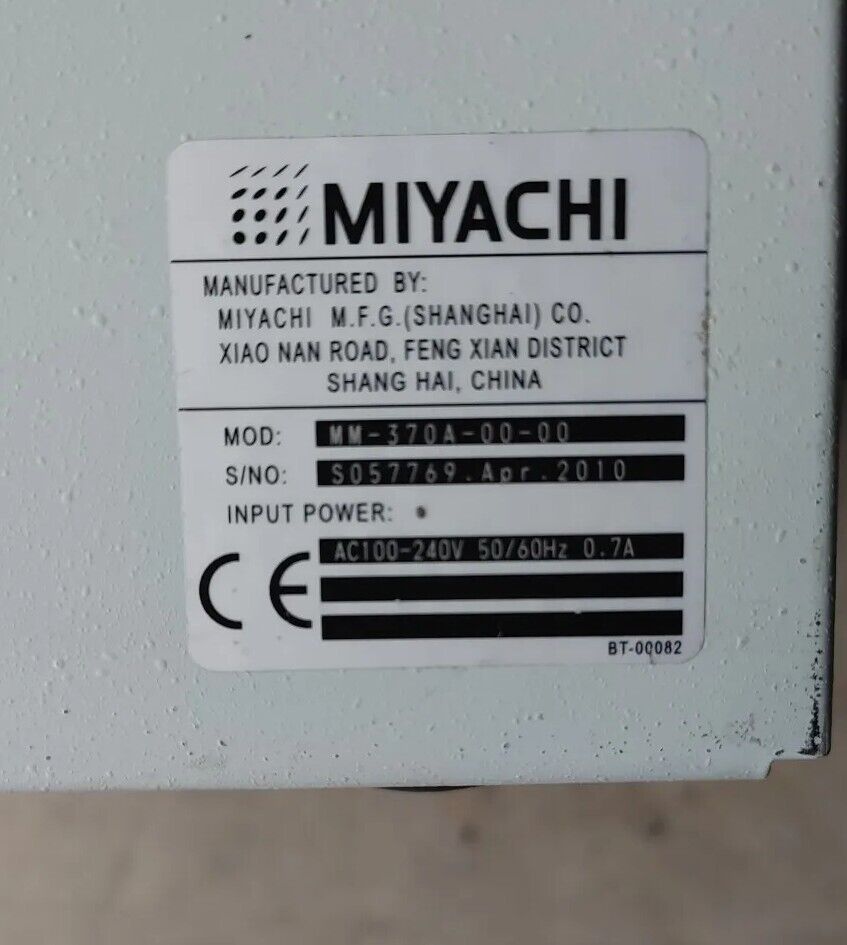 MIYACHI
MANUFACTURED BY:
MIYACHI M.F.G.(SHANGHAI) CO.
XIAO NAN ROAD, FENG XIAN DISTRICT
SHANG HAI, CHINA
MOD: MM-370A-00-00
S/NO: S057769.Apr.2010
INPUT POWER:
AC100-240V 50/60Hz 0.7A
CE
BT-00082